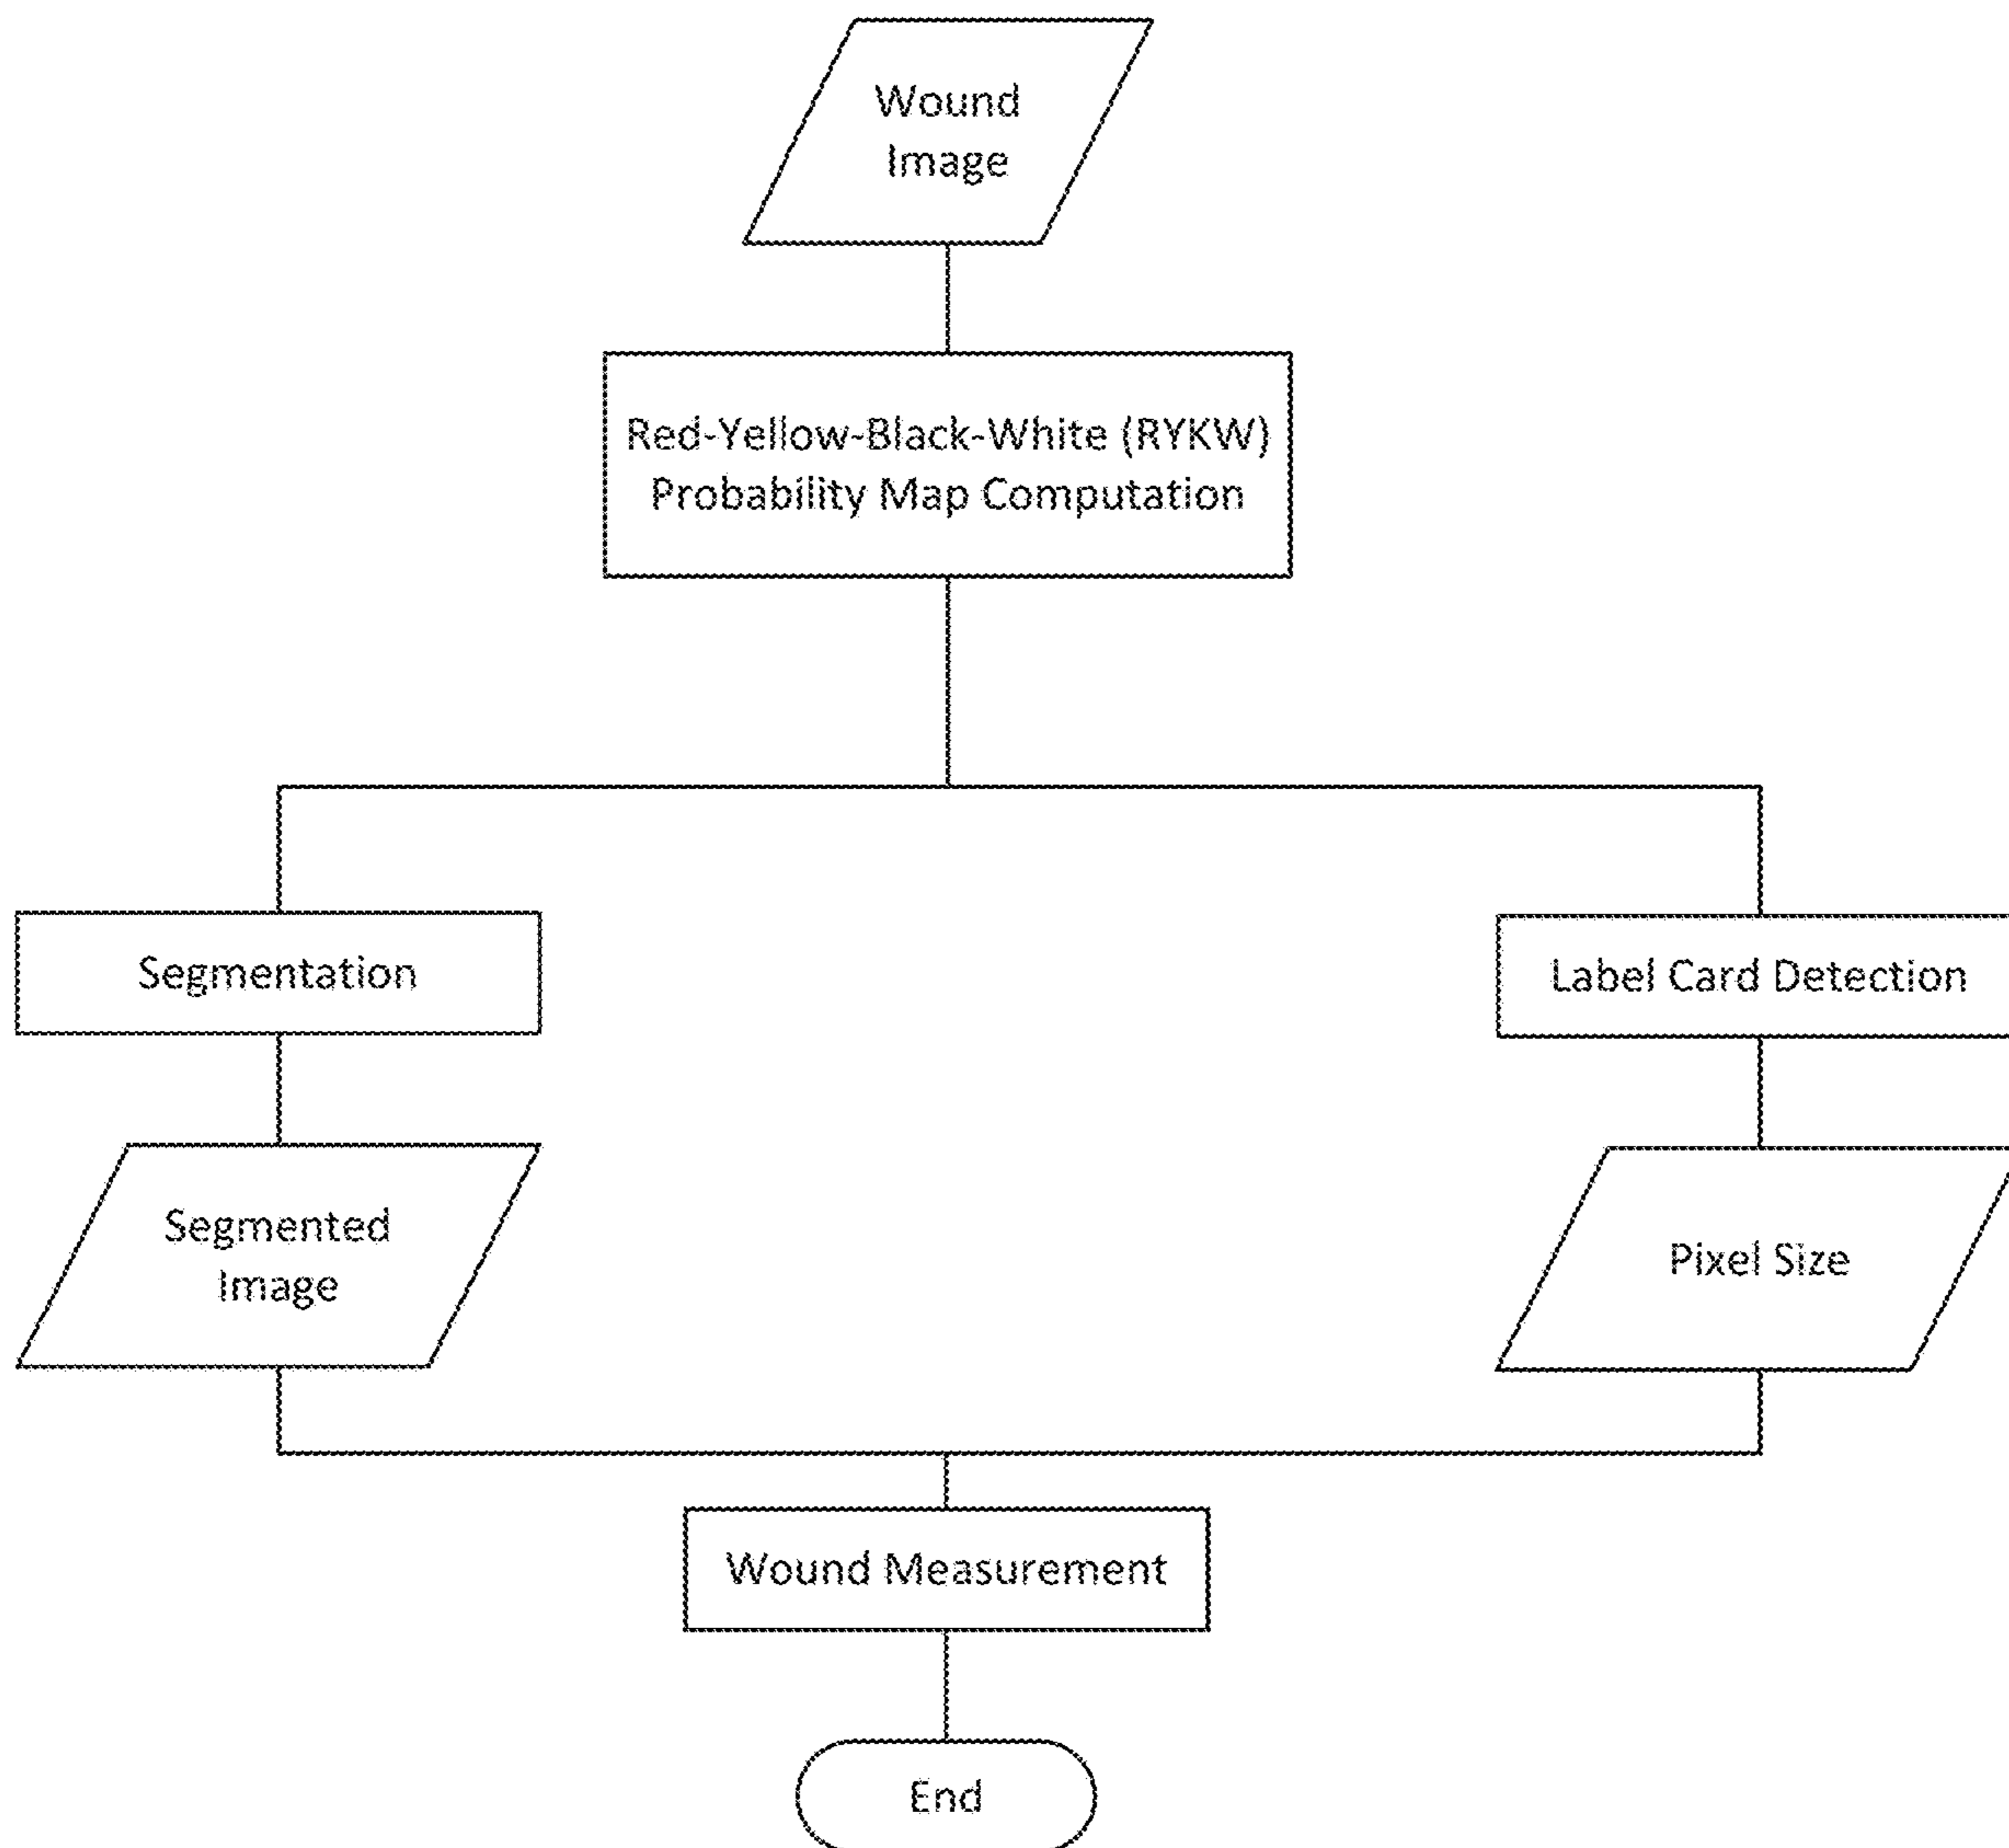 Wound
Image
Red-Yellow-Black-White (RYKW)
Probability Map Computation
Segmentation
Label Card Detection
Segmented
Image
Pixel Size
Wound Measurement
End